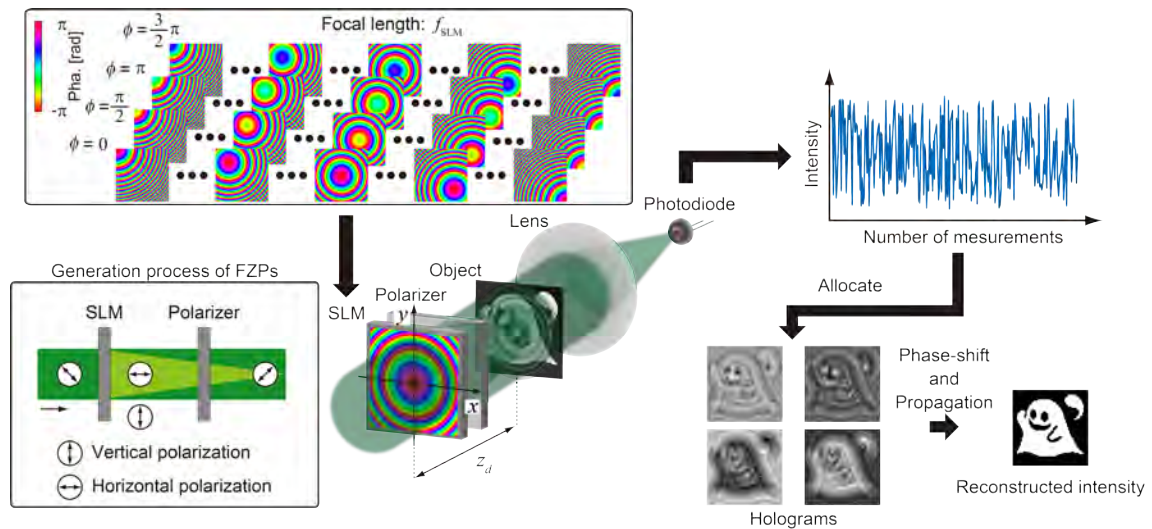 Focal length: f_SLM
π
Pha. [rad]
-π
ϕ = 3/2 π
ϕ = π
ϕ = π/2
ϕ = 0
Generation process of FZPs
SLM
Polarizer
Vertical polarization
Horizontal polarization
SLM
Polarizer
Object
Lens
Photodiode
y
x
z_d
Intensity
Number of mesurements
Allocate
Phase-shift
and
Propagation
Holograms
Reconstructed intensity